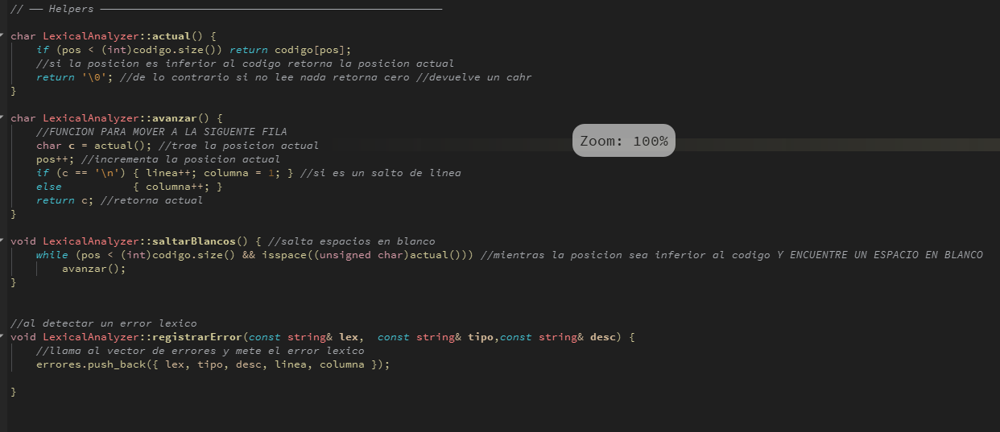 // —— Helpers ——————————————————————————
char LexicalAnalyzer::actual() {
    if (pos < (int)codigo.size()) return codigo[pos];
    //si la posicion es inferior al codigo retorna la posicion actual
    return '\0'; //de lo contrario si no lee nada retorna cero //devuelve un cahr
}
char LexicalAnalyzer::avanzar() {
    //FUNCION PARA MOVER A LA SIGUENTE FILA
    char c = actual(); //trae la posicion actual
    pos++; //incrementa la posicion actual
    if (c == '\n') { linea++; columna = 1; } //si es un salto de linea
    else           { columna++; }
    return c; //retorna actual
}
Zoom: 100%
void LexicalAnalyzer::saltarBlancos() { //salta espacios en blanco
    while (pos < (int)codigo.size() && isspace((unsigned char)actual())) //mientras la posicion sea inferior al codigo Y ENCUENTRE UN ESPACIO EN BLANCO
        avanzar();
}
//al detectar un error lexico
void LexicalAnalyzer::registrarError(const string& lex,  const string& tipo,const string& desc) {
    //llama al vector de errores y mete el error lexico
    errores.push_back({ lex, tipo, desc, linea, columna });
}